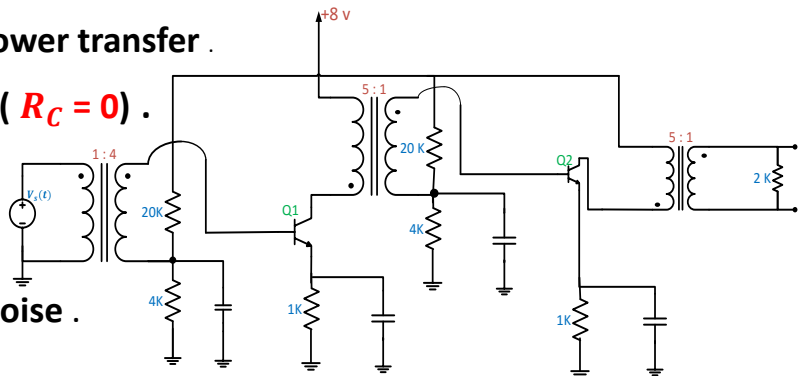 ower transfer .
+8 v
( R_C = 0) .
5 : 1
1 : 4
20 K
Q2
5 : 1
V_s(t)
20K
Q1
4K
2 K
4K
1K
1K
oise .